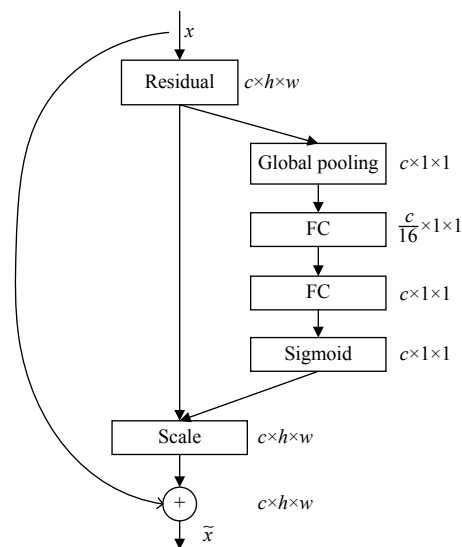 x
Residual c×h×w
Global pooling c×1×1
FC c/16×1×1
FC c×1×1
Sigmoid c×1×1
Scale c×h×w
+ c×h×w
x̃